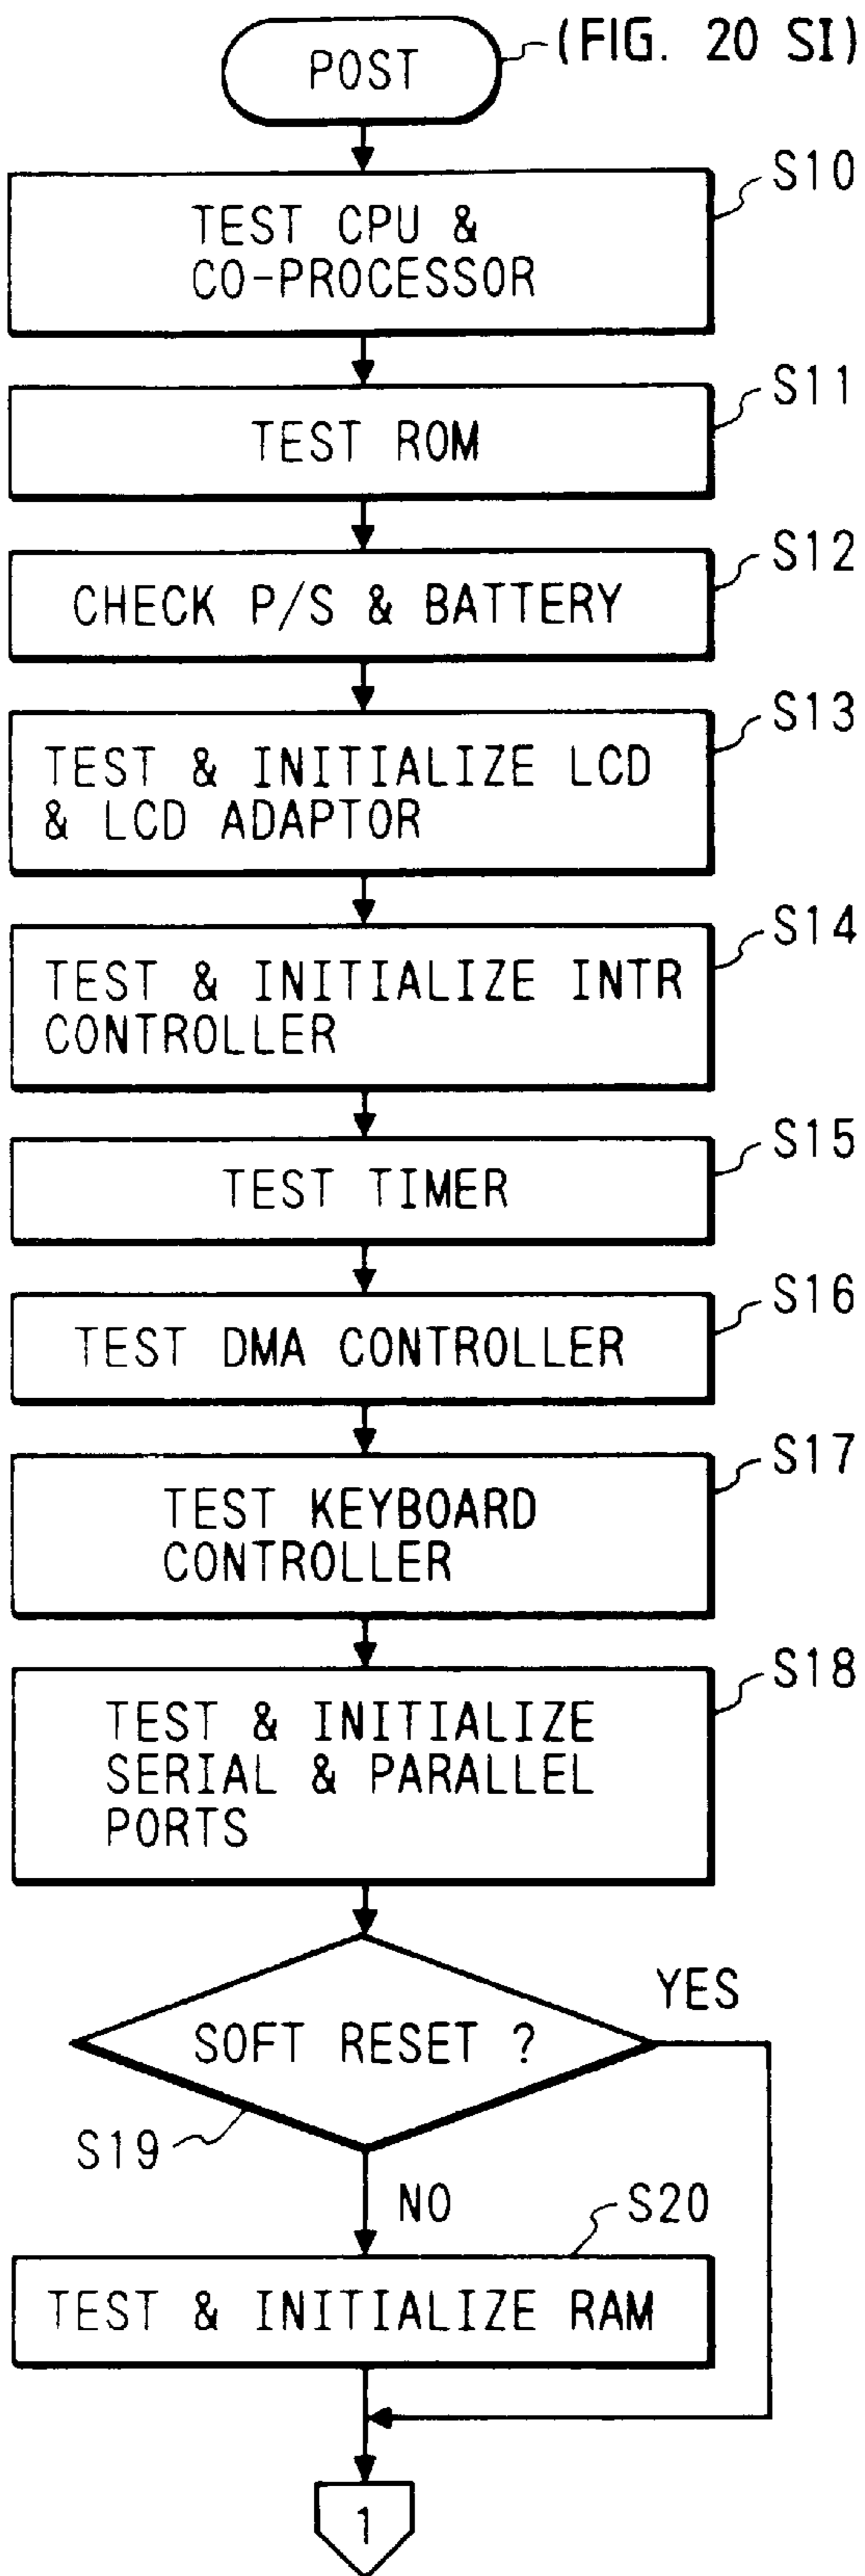 POST
(FIG. 20 SI)
S10
TEST CPU &
CO-PROCESSOR
S11
TEST ROM
S12
CHECK P/S & BATTERY
S13
TEST & INITIALIZE LCD
& LCD ADAPTOR
S14
TEST & INITIALIZE INTR
CONTROLLER
S15
TEST TIMER
S16
TEST DMA CONTROLLER
S17
TEST KEYBOARD
CONTROLLER
S18
TEST & INITIALIZE
SERIAL & PARALLEL
PORTS
YES
SOFT RESET ?
S19
NO
S20
TEST & INITIALIZE RAM
1